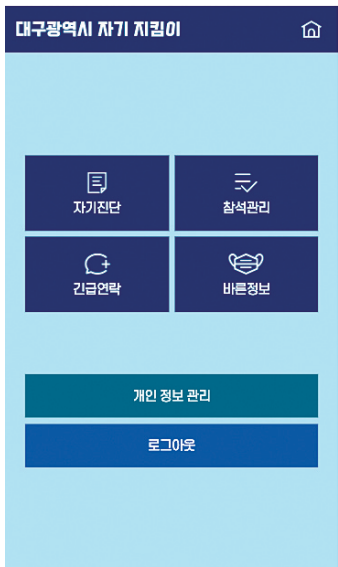 대구광역시 자기 지킴이
자기진단
참석관리
긴급연락
바른정보
개인 정보 관리
로그아웃